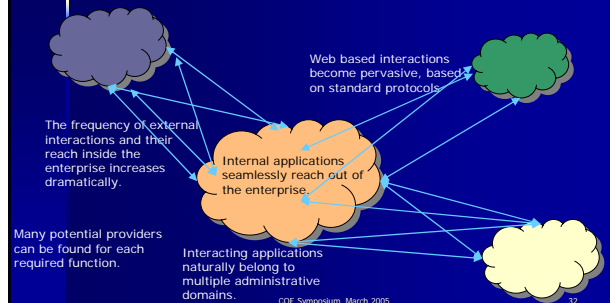 Web based interactions
become pervasive, based
on standard protocols
The frequency of external
interactions and their
reach inside the
enterprise increases
dramatically.
Internal applications
seamlessly reach out of
the enterprise.
Many potential providers
can be found for each
required function.
Interacting applications
naturally belong to
multiple administrative
domains.
Symposium, March 2005
32